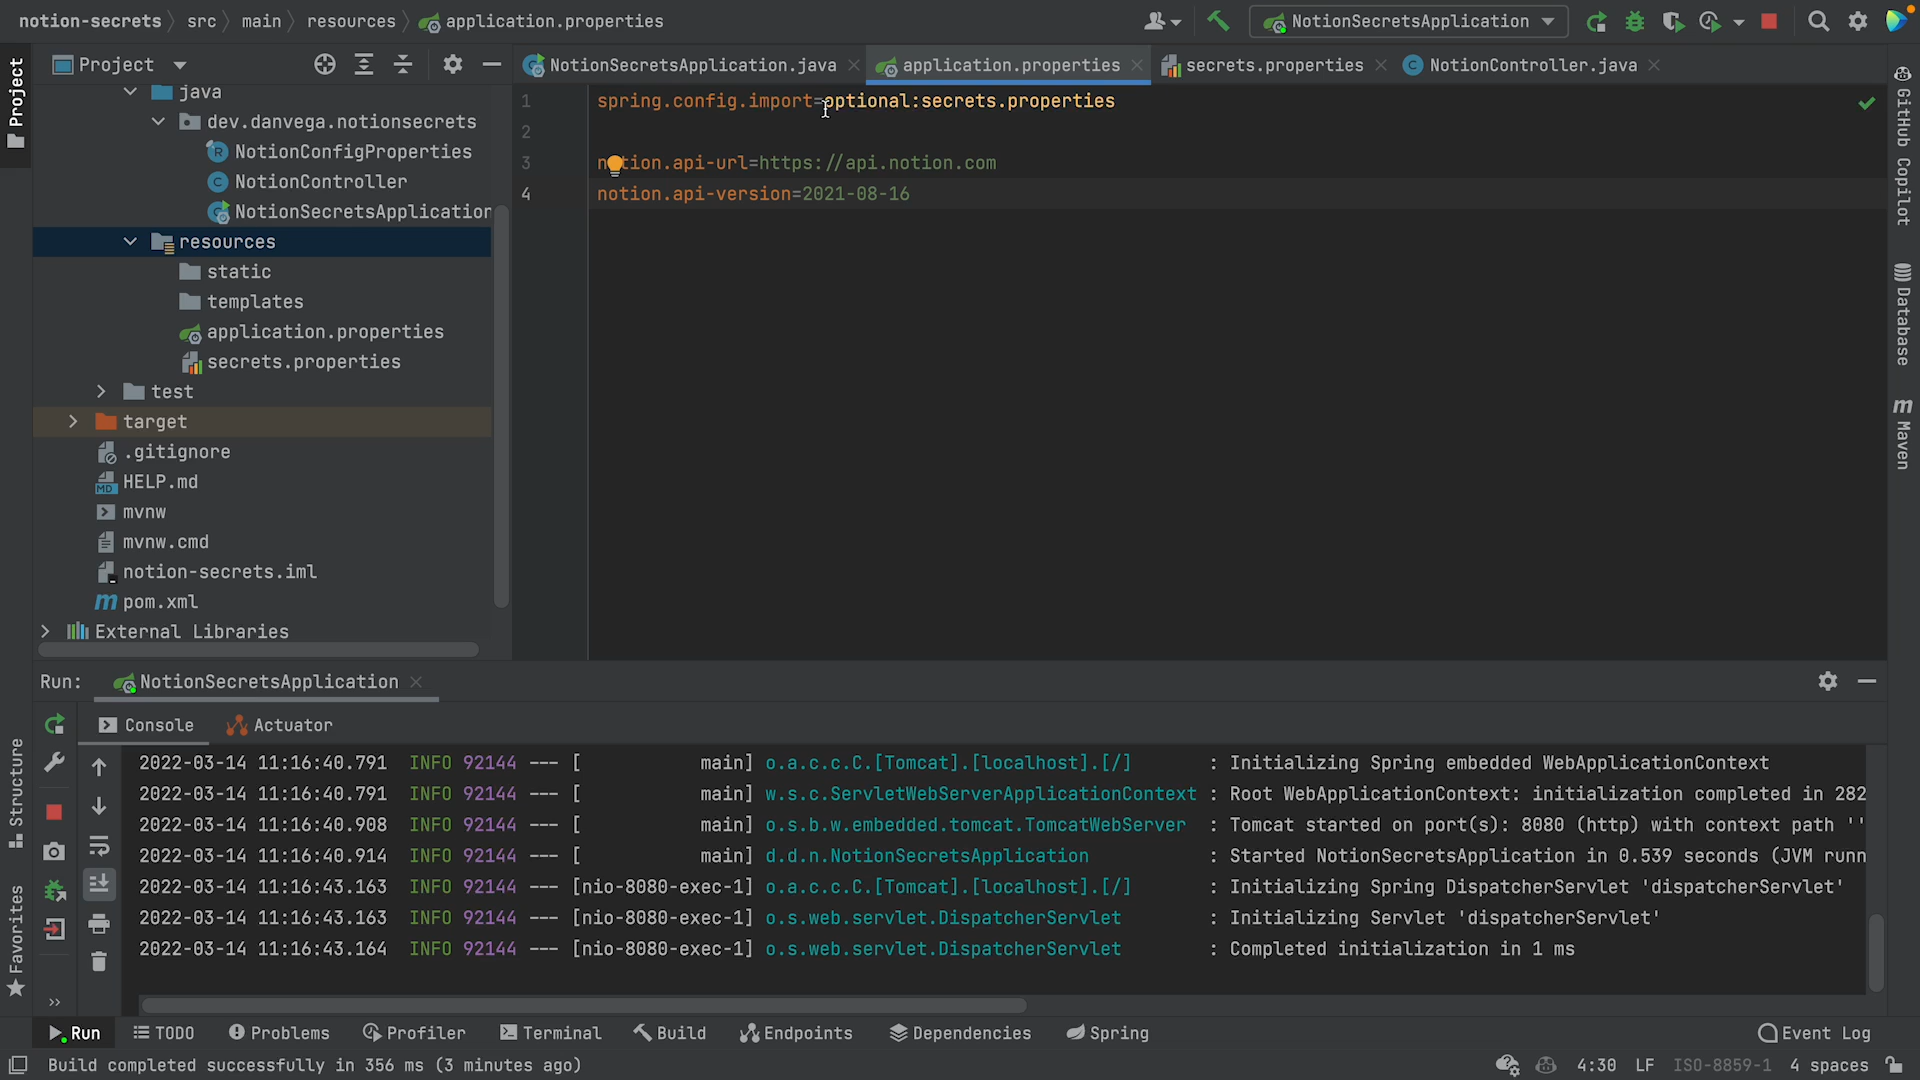 notion-secrets src main resources application.properties
NotionSecretsApplication
Project
NotionSecretsApplication.java application.properties secrets.properties NotionController.java
Project
java
dev.danvega.notionsecrets
NotionConfigProperties
NotionController
NotionSecretsApplication
resources
static
templates
application.properties
secrets.properties
test
target
.gitignore
HELP.md
mvnw
mvnw.cmd
notion-secrets.iml
pom.xml
External Libraries
1 spring.config.import=optional:secrets.properties
2
3 notion.api-url=https://api.notion.com
4 notion.api-version=2021-08-16
GitHub Copilot
Database
Maven
Run: NotionSecretsApplication
Console Actuator
2022-03-14 11:16:40.791 INFO 92144 --- [ main] o.a.c.c.C.[Tomcat].[localhost].[/] : Initializing Spring embedded WebApplicationContext
2022-03-14 11:16:40.791 INFO 92144 --- [ main] w.s.c.ServletWebServerApplicationContext : Root WebApplicationContext: initialization completed in 282
2022-03-14 11:16:40.908 INFO 92144 --- [ main] o.s.b.w.embedded.tomcat.TomcatWebServer : Tomcat started on port(s): 8080 (http) with context path ''
2022-03-14 11:16:40.914 INFO 92144 --- [ main] d.d.n.NotionSecretsApplication : Started NotionSecretsApplication in 0.539 seconds (JVM runn
2022-03-14 11:16:43.163 INFO 92144 --- [nio-8080-exec-1] o.a.c.c.C.[Tomcat].[localhost].[/] : Initializing Spring DispatcherServlet 'dispatcherServlet'
2022-03-14 11:16:43.163 INFO 92144 --- [nio-8080-exec-1] o.s.web.servlet.DispatcherServlet : Initializing Servlet 'dispatcherServlet'
2022-03-14 11:16:43.164 INFO 92144 --- [nio-8080-exec-1] o.s.web.servlet.DispatcherServlet : Completed initialization in 1 ms
Structure
Favorites
Run TODO Problems Profiler Terminal Build Endpoints Dependencies Spring Event Log
Build completed successfully in 356 ms (3 minutes ago) 4:30 LF ISO-8859-1 4 spaces